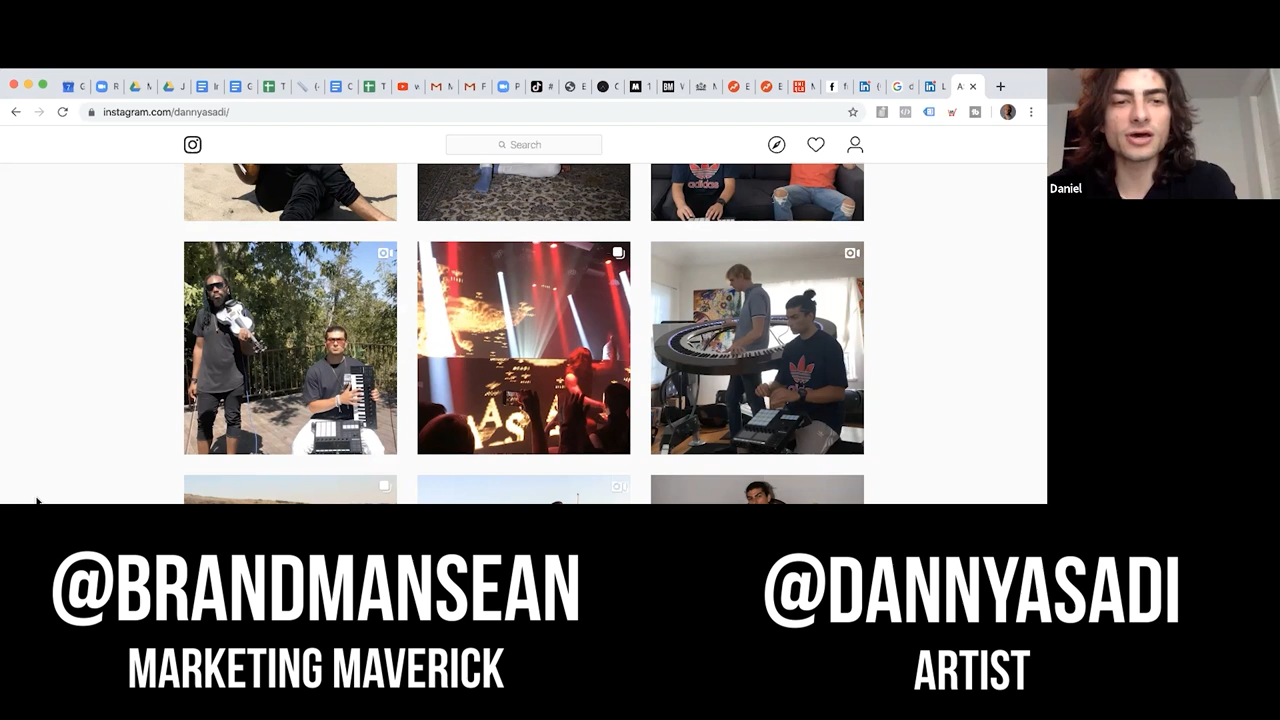 instagram.com/dannyasadi/
Search
Daniel
adidas
@BRANDMANSEAN
@DANNYASADI
MARKETING MAVERICK
ARTIST